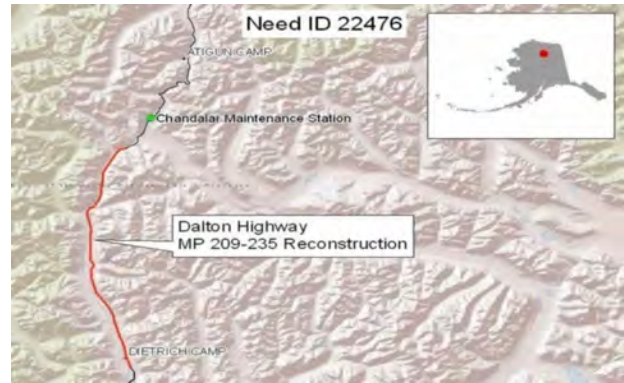 Need ID 22476
ATIGUN CAMP
Chandalar Maintenance Station
Dalton Highway
MP 209-235 Reconstruction
DIETRICH CAMP